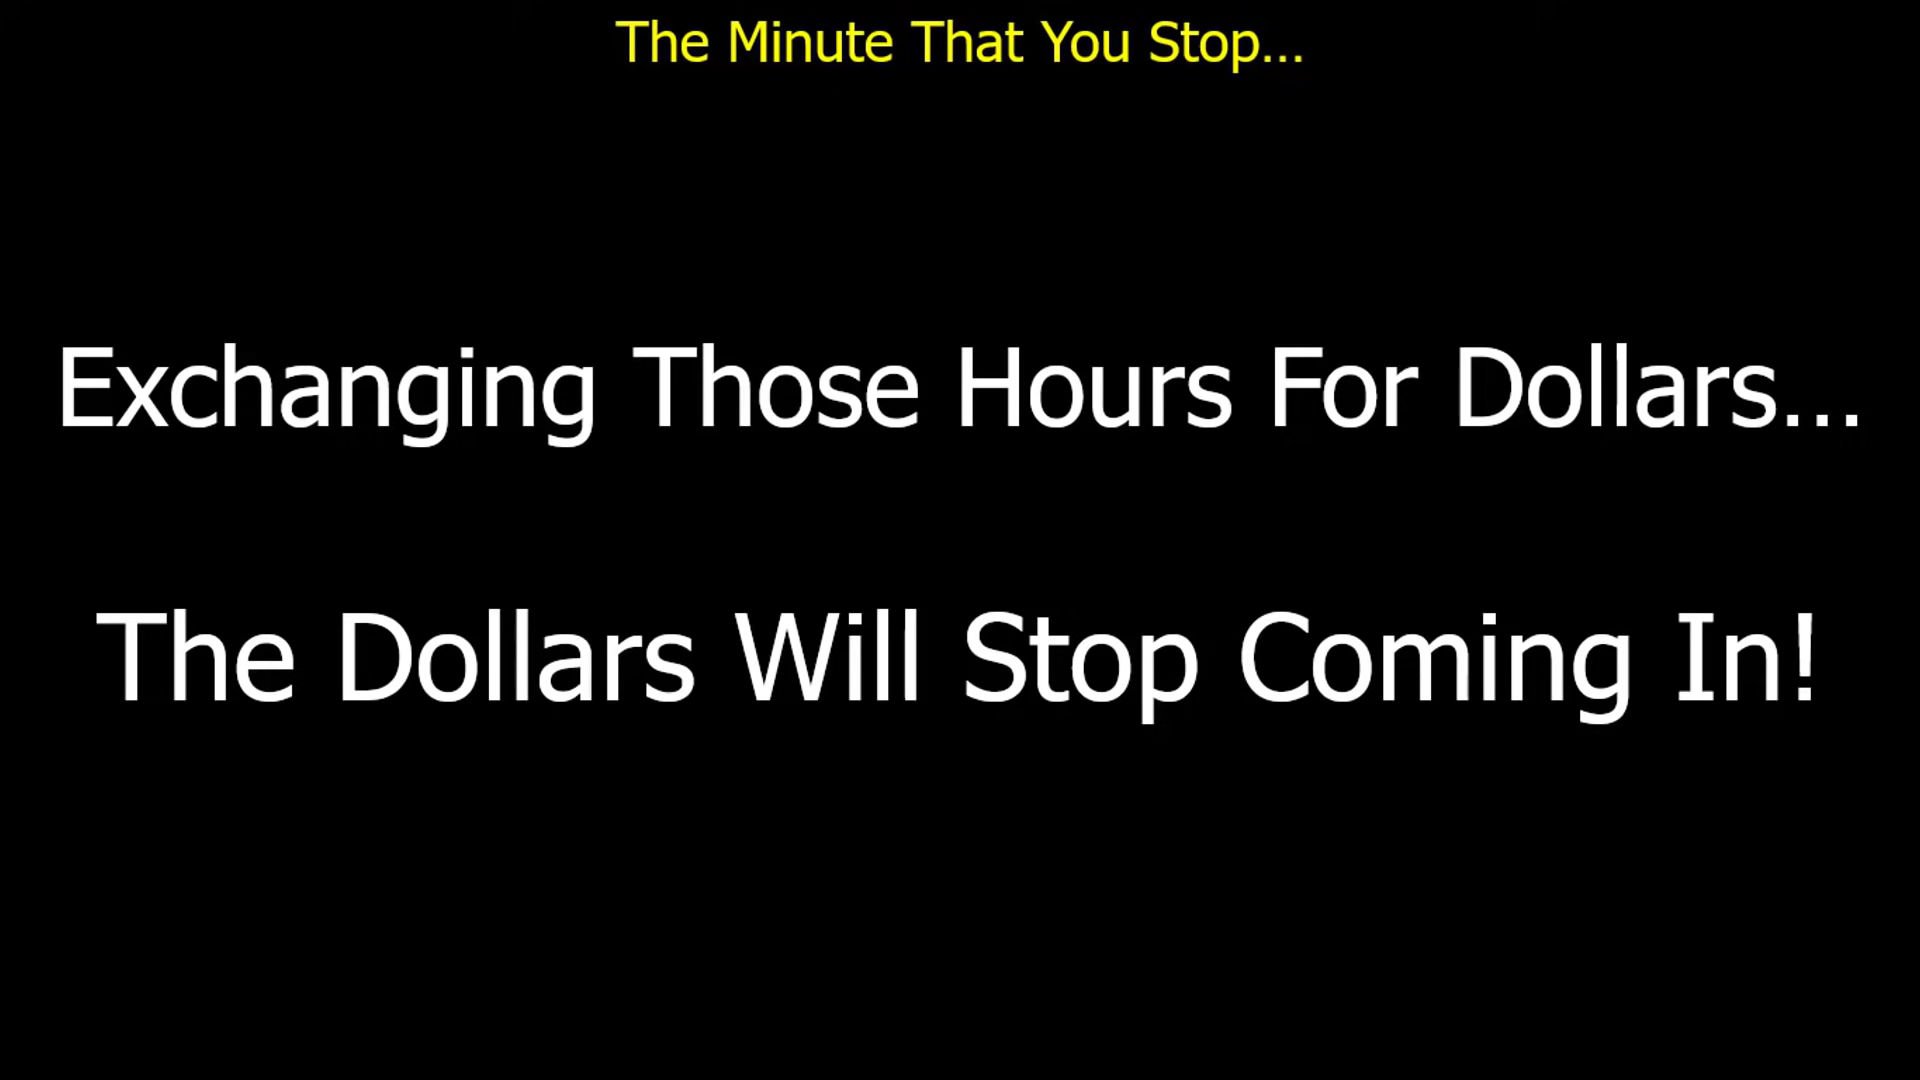 The Minute That You Stop...
Exchanging Those Hours For Dollars...
The Dollars Will Stop Coming In!